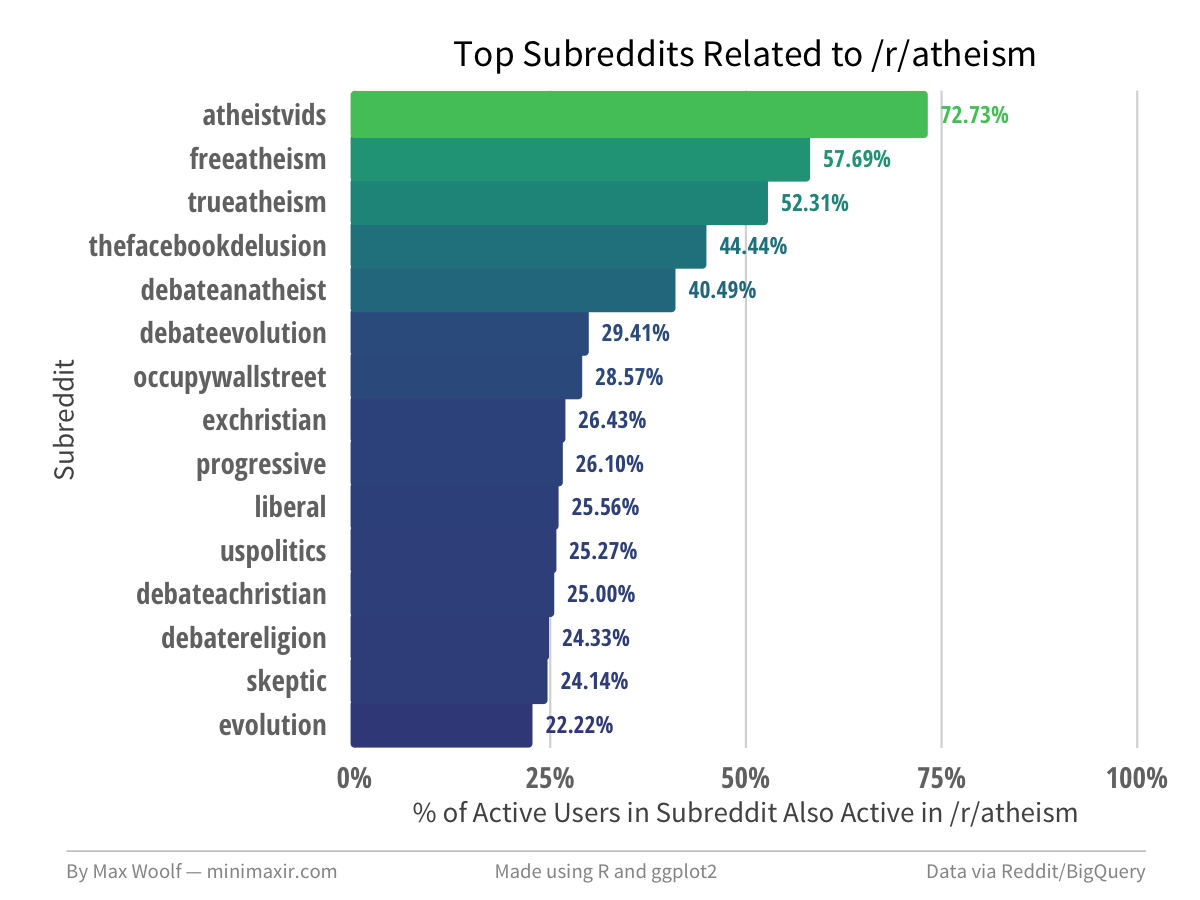 Top Subreddits Related to /r/atheism
atheistvids 72.73%
freeatheism 57.69%
trueatheism 52.31%
thefacebookdelusion 44.44%
debateanatheist 40.49%
debateevolution 29.41%
occupywallstreet 28.57%
exchristian 26.43%
progressive 26.10%
liberal 25.56%
uspolitics 25.27%
debateachristian 25.00%
debatereligion 24.33%
skeptic 24.14%
evolution 22.22%
Subreddit
0% 25% 50% 75% 100%
% of Active Users in Subreddit Also Active in /r/atheism
By Max Woolf — minimaxir.com Made using R and ggplot2 Data via Reddit/BigQuery